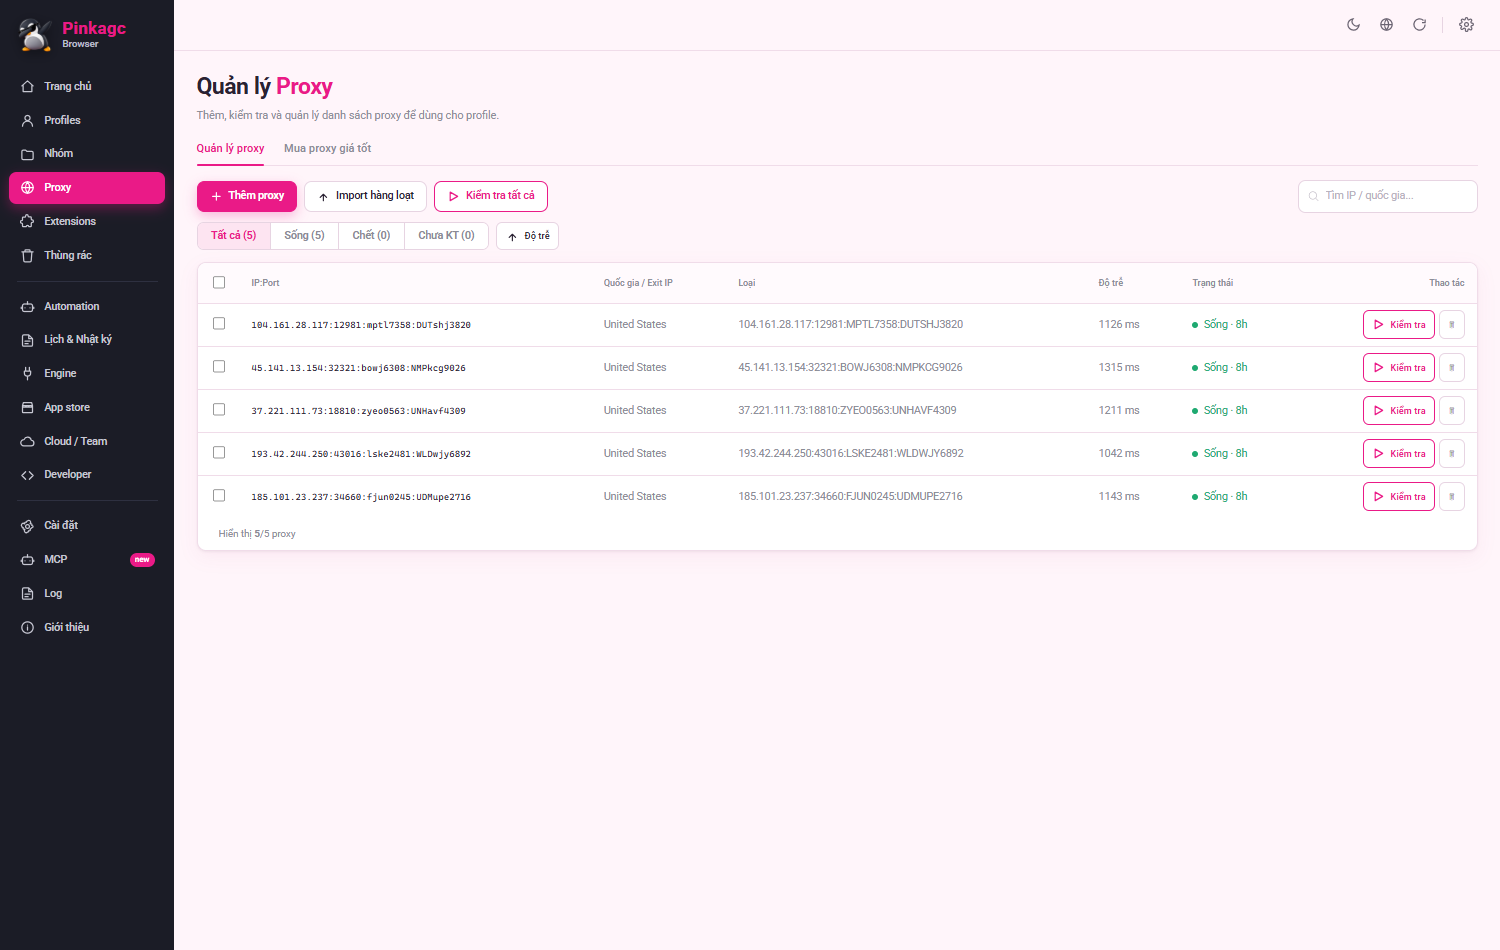 Pinkagc
Browser
Trang chủ
Profiles
Nhóm
Proxy
Extensions
Thùng rác
Automation
Lịch & Nhật ký
Engine
App store
Cloud / Team
Developer
Cài đặt
MCP new
Log
Giới thiệu
Quản lý Proxy
Thêm, kiểm tra và quản lý danh sách proxy để dùng cho profile.
Quản lý proxy Mua proxy giá tốt
Thêm proxy Import hàng loạt Kiểm tra tất cả Tìm IP / quốc gia...
Tất cả (5) Sống (5) Chết (0) Chưa KT (0) Độ trễ
IP:Port Quốc gia / Exit IP Loại Độ trễ Trạng thái Thao tác
104.161.28.117:12981:mptl7358:DUTshj3820 United States 104.161.28.117:12981:MPTL7358:DUTSHJ3820 1126 ms Sống · 8h Kiểm tra
45.141.13.154:32321:bowj6308:NMPkcg9026 United States 45.141.13.154:32321:BOWJ6308:NMPKCG9026 1315 ms Sống · 8h Kiểm tra
37.221.111.73:18810:zyeo0563:UNHavf4309 United States 37.221.111.73:18810:ZYEO0563:UNHAVF4309 1211 ms Sống · 8h Kiểm tra
193.42.244.250:43016:lske2481:WLDwjy6892 United States 193.42.244.250:43016:LSKE2481:WLDWJY6892 1042 ms Sống · 8h Kiểm tra
185.101.23.237:34660:fjun0245:UDMupe2716 United States 185.101.23.237:34660:FJUN0245:UDMUPE2716 1143 ms Sống · 8h Kiểm tra
Hiển thị 5/5 proxy